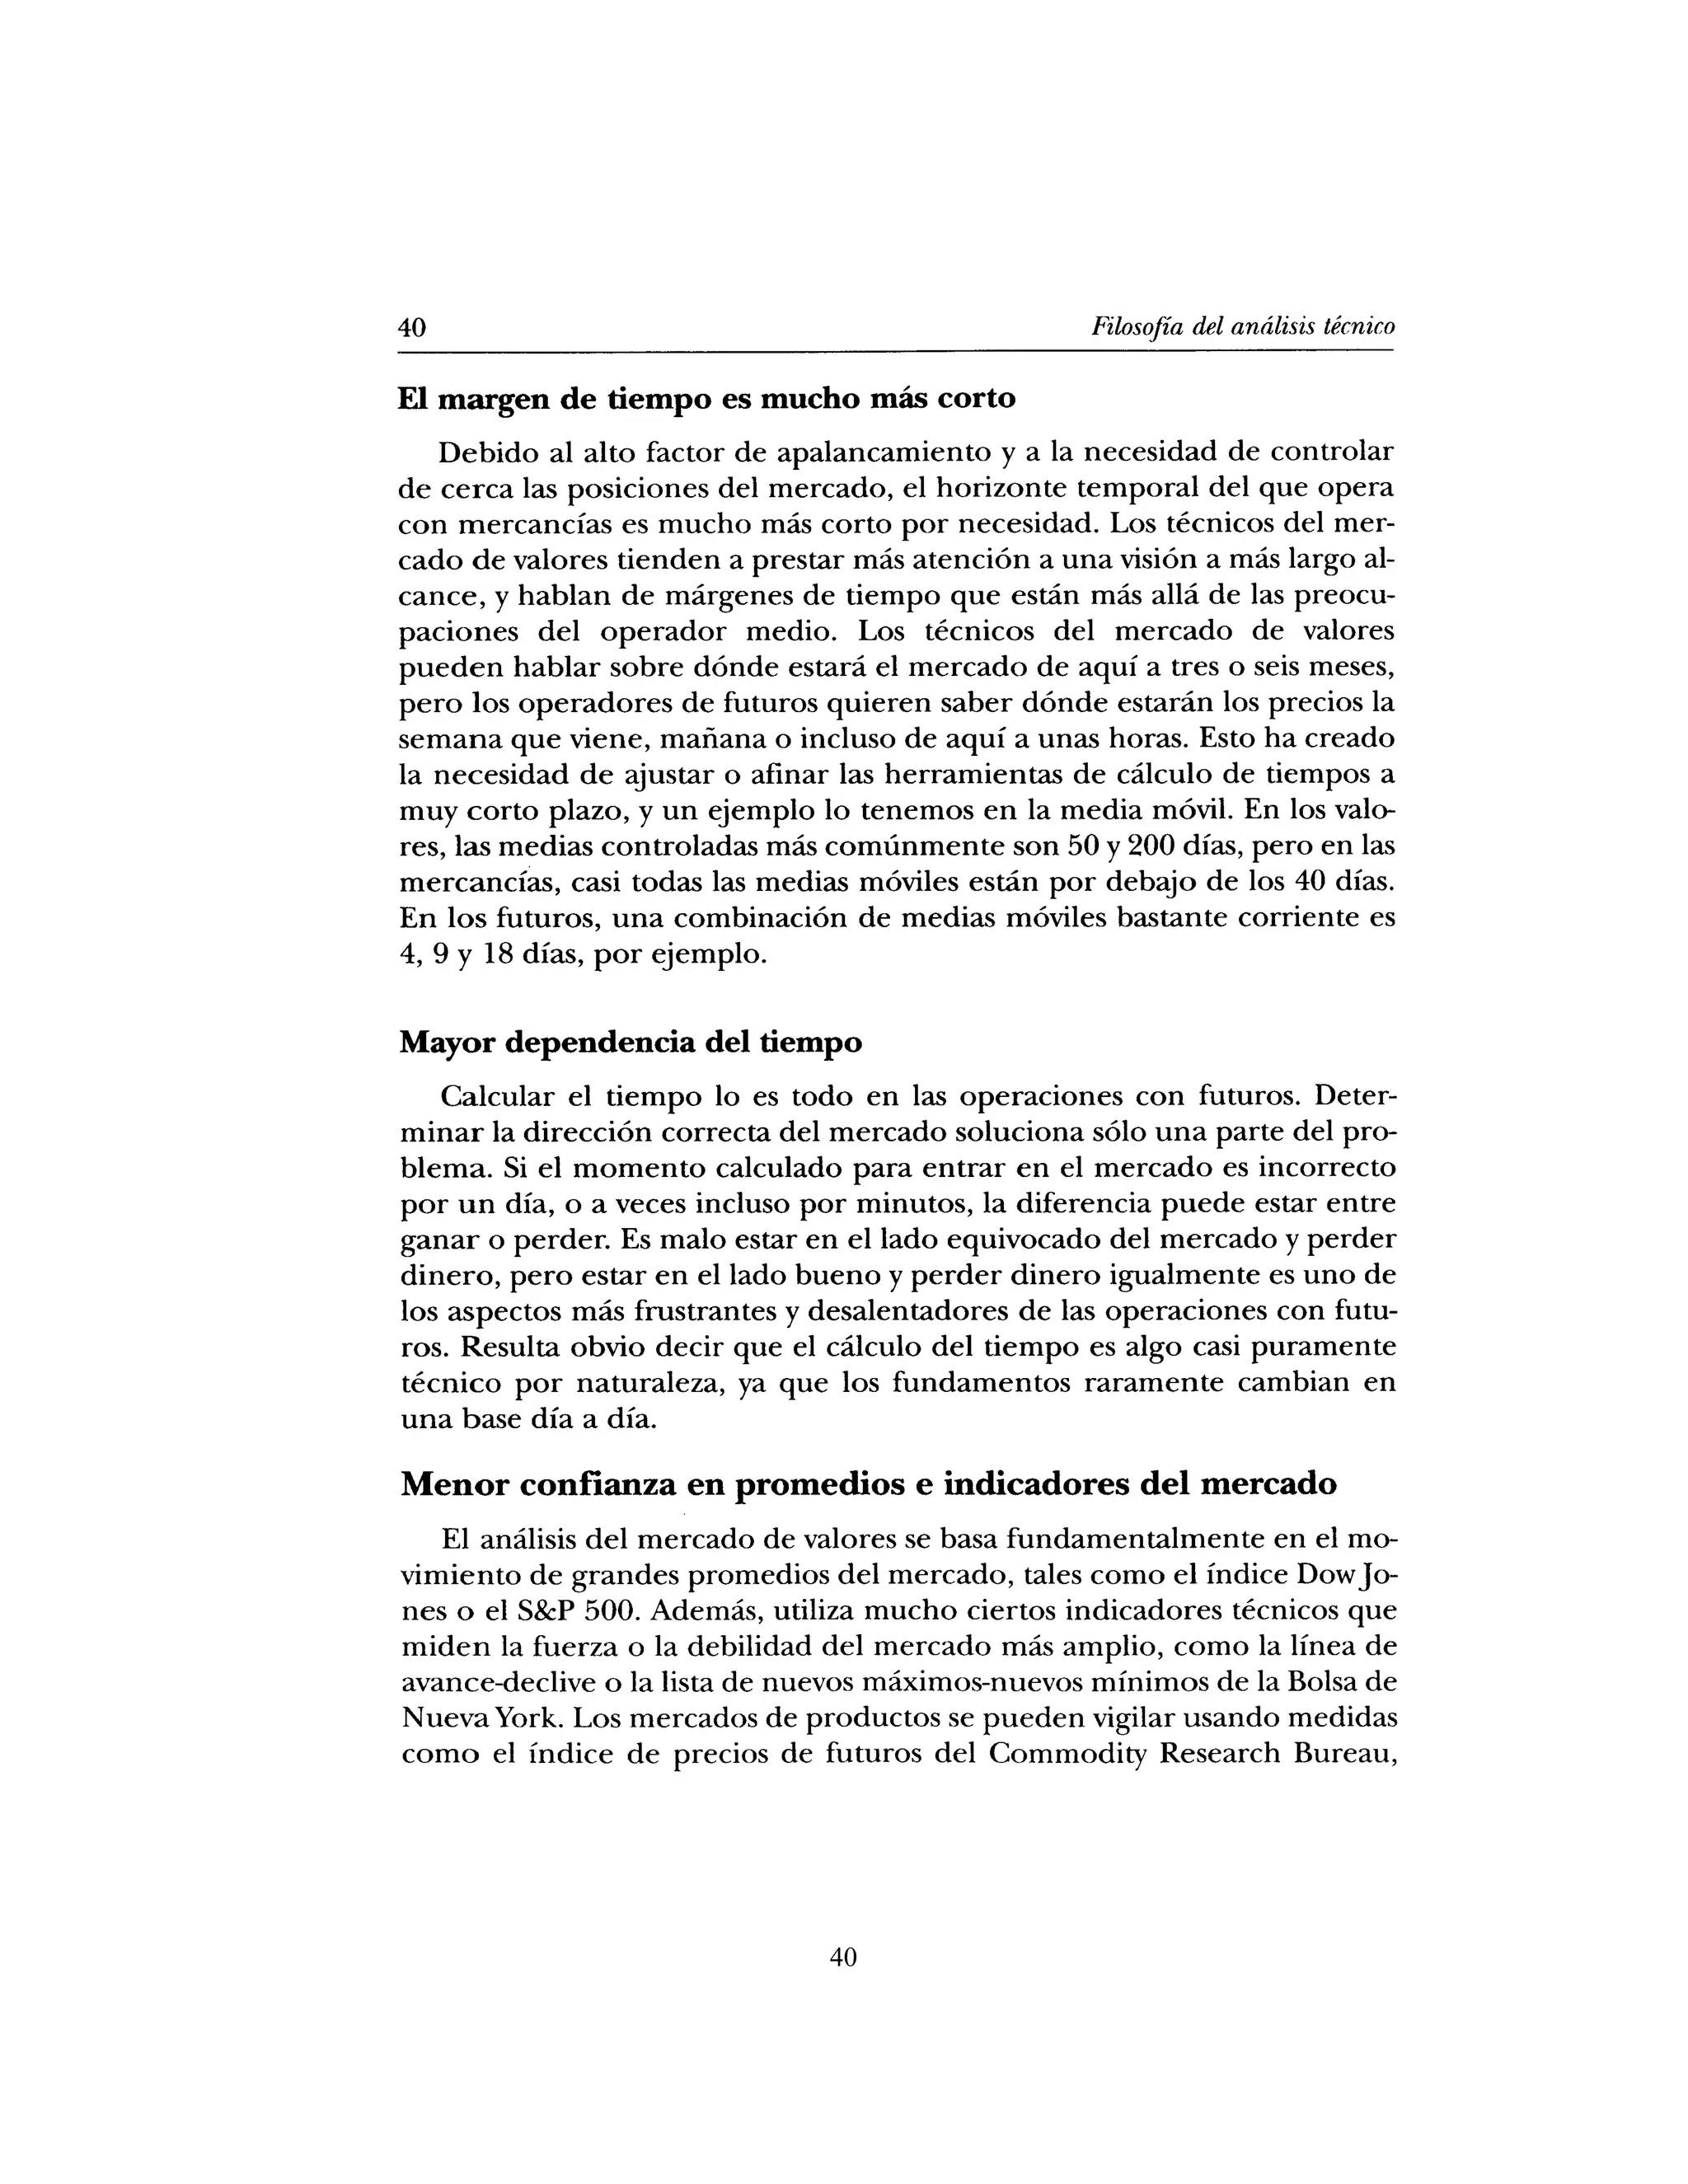 40 Filosofía del análisis técnico
El margen de tiempo es mucho más corto
Debido al alto factor de apalancamiento y a la necesidad de controlar
de cerca las posiciones del mercado, el horizonte temporal del que opera
con mercancías es mucho más corto por necesidad. Los técnicos del mer-
cado de valores tienden a prestar más atención a una visión a más largo al-
cance, y hablan de márgenes de tiempo que están más allá de las preocu-
paciones del operador medio. Los técnicos del mercado de valores
pueden hablar sobre dónde estará el mercado de aquí a tres o seis meses,
pero los operadores de futuros quieren saber dónde estarán los precios la
semana que viene, mañana o incluso de aquí a unas horas. Esto ha creado
la necesidad de ajustar o afinar las herramientas de cálculo de tiempos a
muy corto plazo, y un ejemplo lo tenemos en la media móvil. En los valo-
res, las medias controladas más comúnmente son 50 y 200 días, pero en las
mercancías, casi todas las medias móviles están por debajo de los 40 días.
En los futuros, una combinación de medias móviles bastante corriente es
4, 9 y 18 días, por ejemplo.
Mayor dependencia del tiempo
Calcular el tiempo lo es todo en las operaciones con futuros. Deter-
minar la dirección correcta del mercado soluciona sólo una parte del pro-
blema. Si el momento calculado para entrar en el mercado es incorrecto
por un día, o a veces incluso por minutos, la diferencia puede estar entre
ganar o perder. Es malo estar en el lado equivocado del mercado y perder
dinero, pero estar en el lado bueno y perder dinero igualmente es uno de
los aspectos más frustrantes y desalentadores de las operaciones con futu-
ros. Resulta obvio decir que el cálculo del tiempo es algo casi puramente
técnico por naturaleza, ya que los fundamentos raramente cambian en
una base día a día.
Menor confianza en promedios e indicadores del mercado
El análisis del mercado de valores se basa fundamentalmente en el mo-
vimiento de grandes promedios del mercado, tales como el índice Dow Jo-
nes o el S&P 500. Además, utiliza mucho ciertos indicadores técnicos que
miden la fuerza o la debilidad del mercado más amplio, como la línea de
avance-declive o la lista de nuevos máximos-nuevos mínimos de la Bolsa de
Nueva York. Los mercados de productos se pueden vigilar usando medidas
como el índice de precios de futuros del Commodity Research Bureau,
40